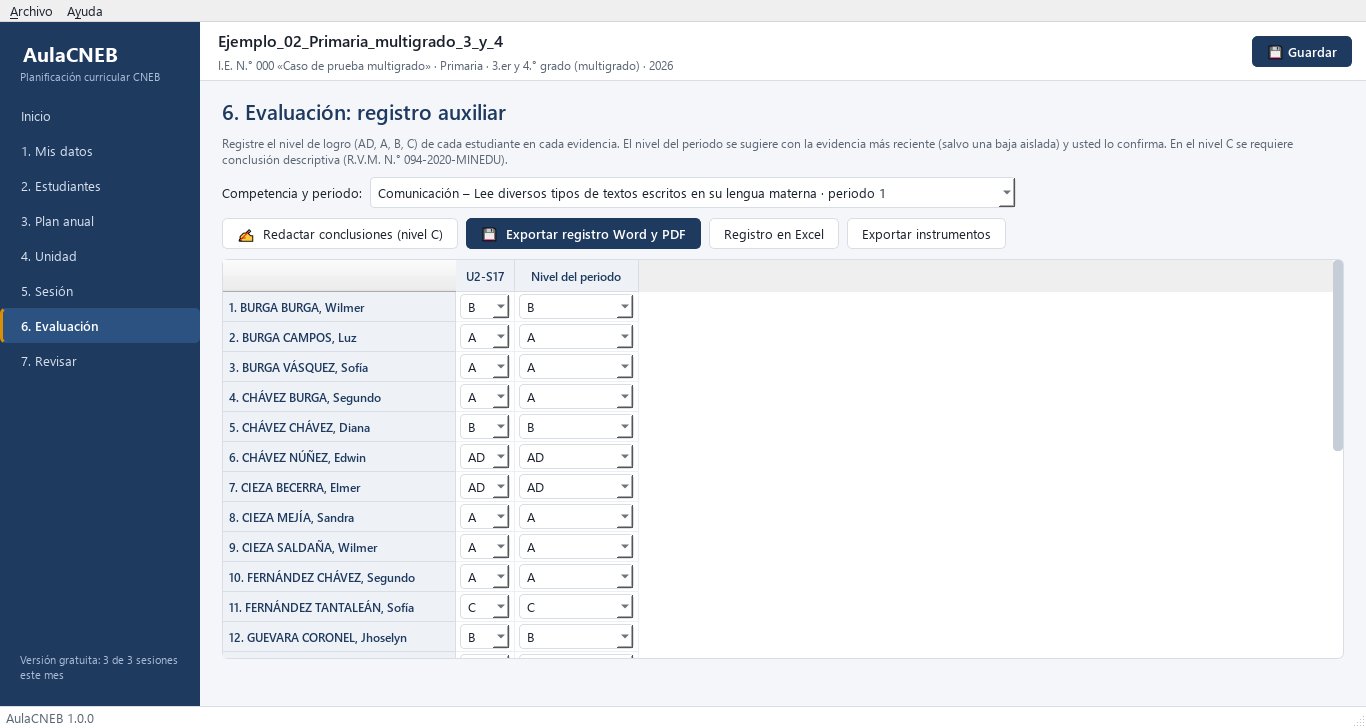 Archivo Ayuda
AulaCNEB
Planificación curricular CNEB
Inicio
1. Mis datos
2. Estudiantes
3. Plan anual
4. Unidad
5. Sesión
6. Evaluación
7. Revisar
Versión gratuita: 3 de 3 sesiones
este mes
Ejemplo_02_Primaria_multigrado_3_y_4
I.E. N.° 000 «Caso de prueba multigrado» · Primaria · 3.er y 4.° grado (multigrado) · 2026
Guardar
6. Evaluación: registro auxiliar
Registre el nivel de logro (AD, A, B, C) de cada estudiante en cada evidencia. El nivel del periodo se sugiere con la evidencia más reciente (salvo una baja aislada) y usted lo confirma. En el nivel C se requiere
conclusión descriptiva (R.V.M. N.° 094-2020-MINEDU).
Competencia y periodo: Comunicación – Lee diversos tipos de textos escritos en su lengua materna · periodo 1
Redactar conclusiones (nivel C) Exportar registro Word y PDF Registro en Excel Exportar instrumentos
U2-S17 Nivel del periodo
1. BURGA BURGA, Wilmer B B
2. BURGA CAMPOS, Luz A A
3. BURGA VÁSQUEZ, Sofía A A
4. CHÁVEZ BURGA, Segundo A A
5. CHÁVEZ CHÁVEZ, Diana B B
6. CHÁVEZ NÚÑEZ, Edwin AD AD
7. CIEZA BECERRA, Elmer AD AD
8. CIEZA MEJÍA, Sandra A A
9. CIEZA SALDAÑA, Wilmer A A
10. FERNÁNDEZ CHÁVEZ, Segundo A A
11. FERNÁNDEZ TANTALEÁN, Sofía C C
12. GUEVARA CORONEL, Jhoselyn B B
AulaCNEB 1.0.0